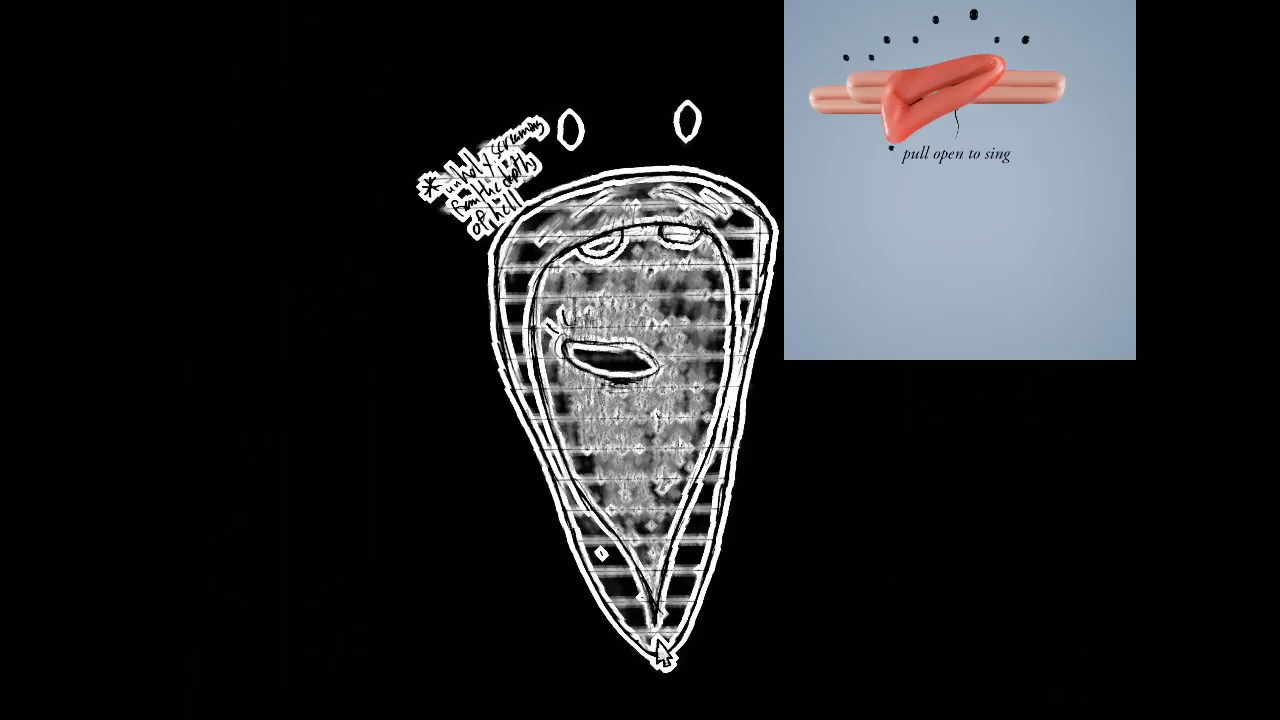 *unholy screaming
from the depths
of hell
pull open to sing